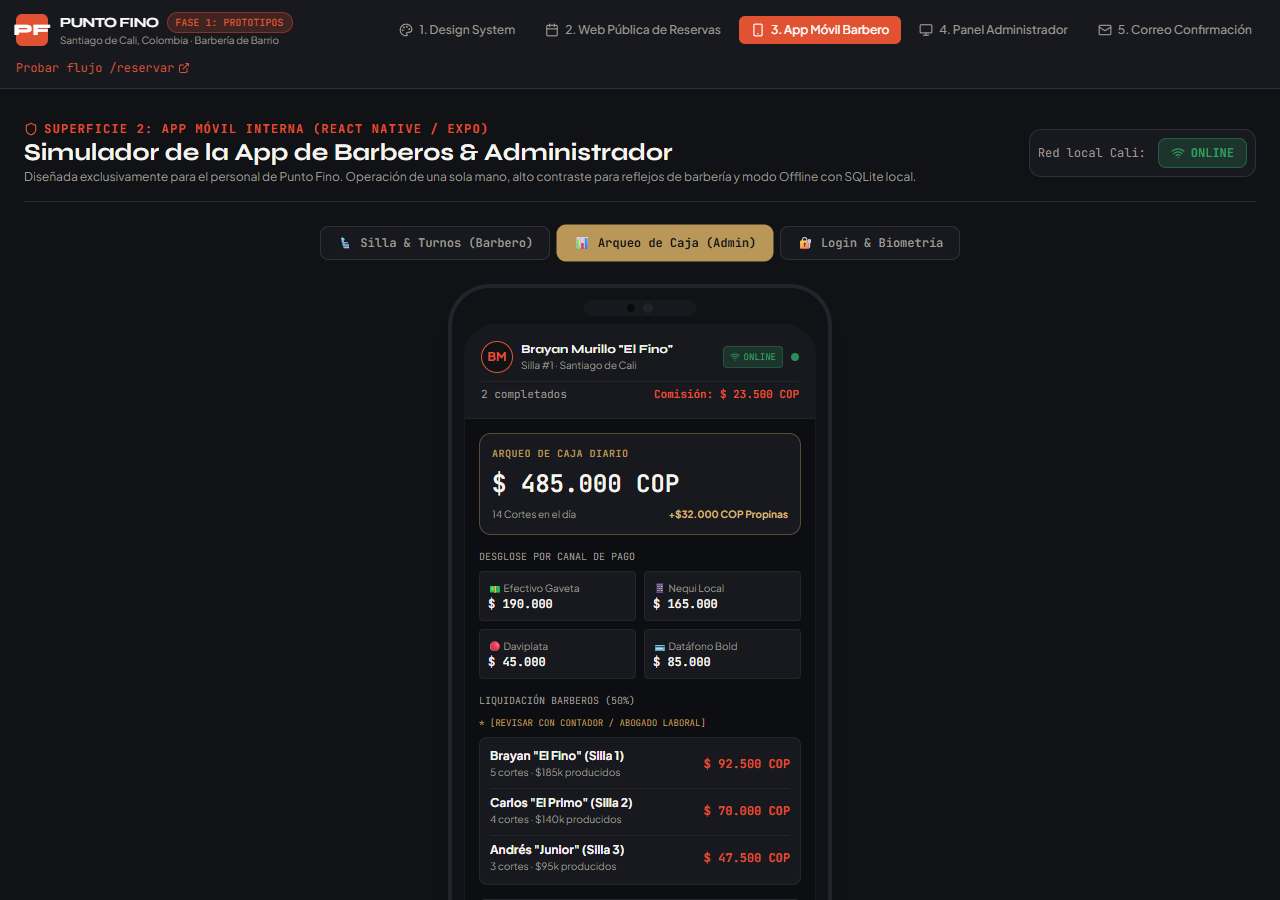 PF
PUNTO FINO
FASE 1: PROTOTIPOS
Santiago de Cali, Colombia · Barbería de Barrio
1. Design System
2. Web Pública de Reservas
3. App Móvil Barbero
4. Panel Administrador
5. Correo Confirmación
Probar flujo /reservar
SUPERFICIE 2: APP MÓVIL INTERNA (REACT NATIVE / EXPO)
Simulador de la App de Barberos & Administrador
Diseñada exclusivamente para el personal de Punto Fino. Operación de una sola mano, alto contraste para reflejos de barbería y modo Offline con SQLite local.
Red local Cali:
ONLINE
Silla & Turnos (Barbero)
Arqueo de Caja (Admin)
Login & Biometría
BM
Brayan Murillo "El Fino"
Silla #1 · Santiago de Cali
ONLINE
2 completados
Comisión: $ 23.500 COP
ARQUEO DE CAJA DIARIO
$ 485.000 COP
14 Cortes en el día
+$32.000 COP Propinas
DESGLOSE POR CANAL DE PAGO
Efectivo Gaveta
$ 190.000
Nequi Local
$ 165.000
Daviplata
$ 45.000
Datáfono Bold
$ 85.000
LIQUIDACIÓN BARBEROS (50%)
* [REVISAR CON CONTADOR / ABOGADO LABORAL]
Brayan "El Fino" (Silla 1)
5 cortes · $185k producidos
$ 92.500 COP
Carlos "El Primo" (Silla 2)
4 cortes · $140k producidos
$ 70.000 COP
Andrés "Junior" (Silla 3)
3 cortes · $95k producidos
$ 47.500 COP